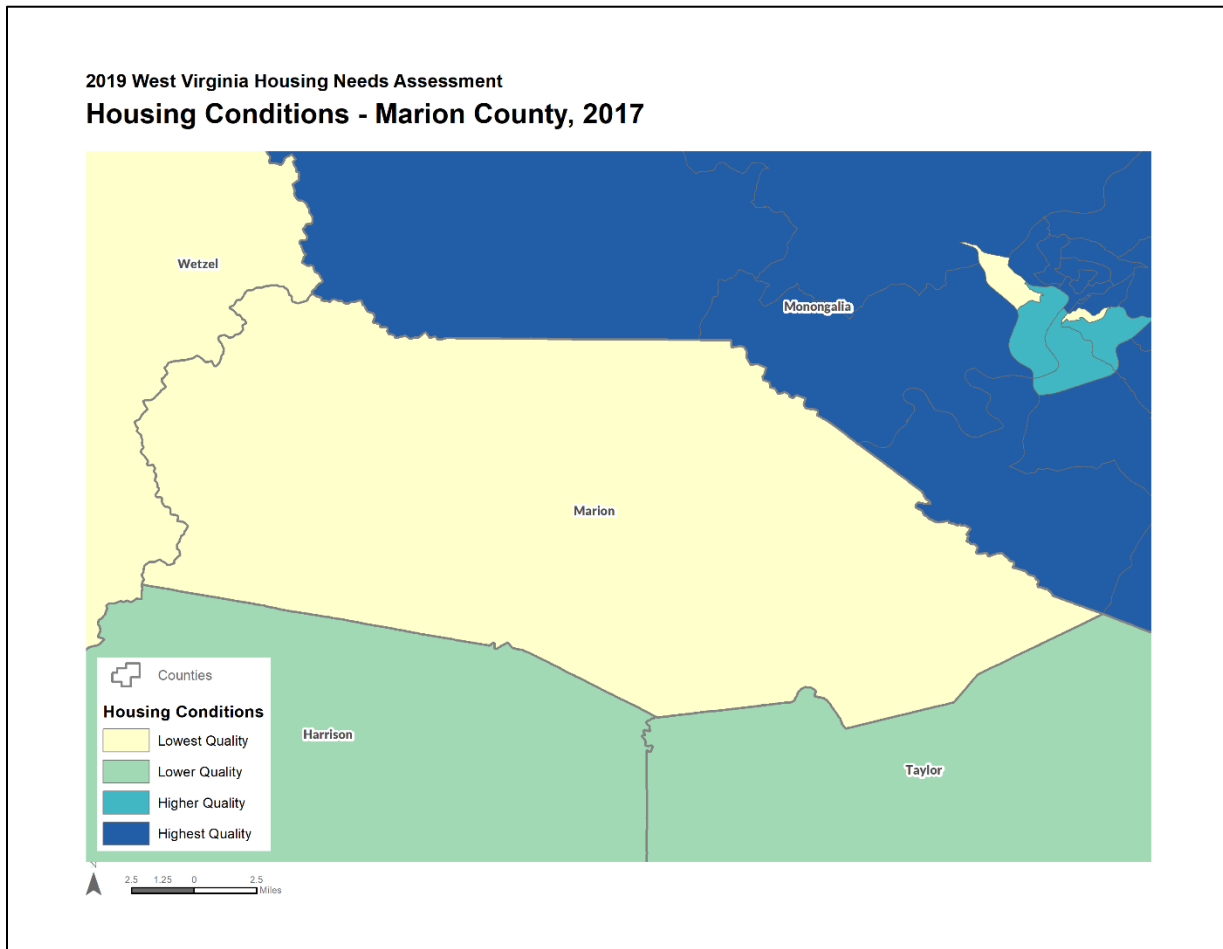 2019 West Virginia Housing Needs Assessment
Housing Conditions - Marion County, 2017
Wetzel
Monongalia
Marion
Harrison
Taylor
Counties
Housing Conditions
Lowest Quality
Lower Quality
Higher Quality
Highest Quality
2.5 1.25 0 2.5
Miles